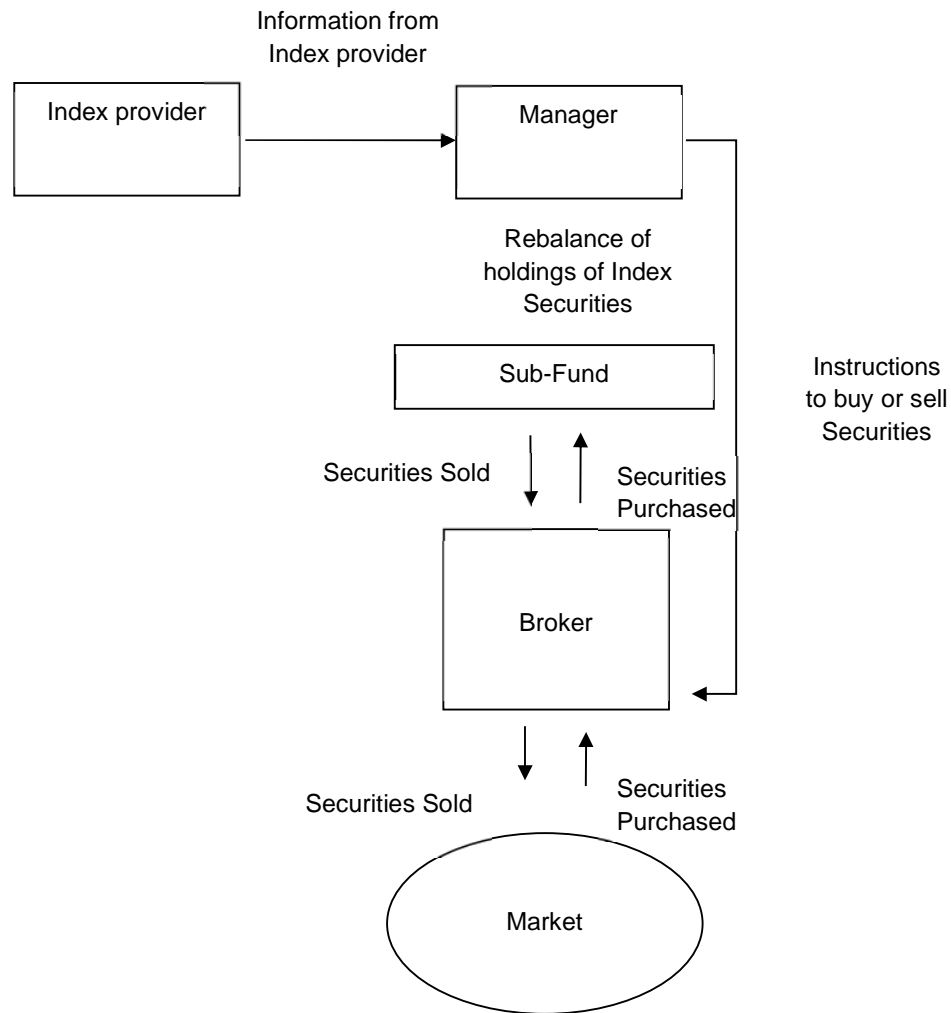 Information from
Index provider
Index provider
Manager
Rebalance of
holdings of Index
Securities
Sub-Fund
Instructions
to buy or sell
Securities
Securities Sold
Securities
Purchased
Broker
Securities Sold
Securities
Purchased
Market